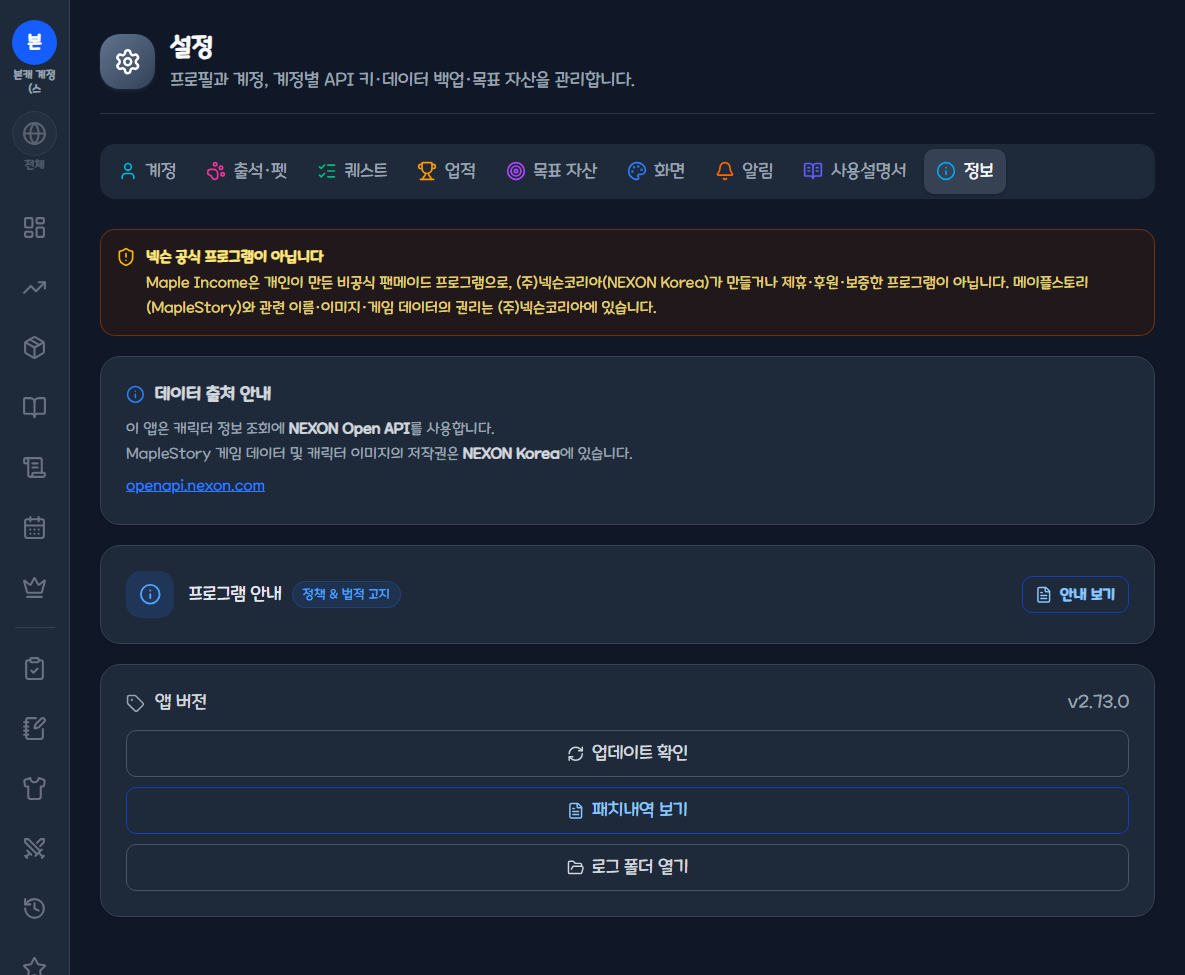 본
본캐 계정
(스
전체
설정
프로필과 계정, 계정별 API 키·데이터 백업·목표 자산을 관리합니다.
계정 출석·펫 퀘스트 업적 목표 자산 화면 알림 사용설명서 정보
넥슨 공식 프로그램이 아닙니다
Maple Income은 개인이 만든 비공식 팬메이드 프로그램으로, (주)넥슨코리아(NEXON Korea)가 만들거나 제휴·후원·보증한 프로그램이 아닙니다. 메이플스토리
(MapleStory)와 관련 이름·이미지·게임 데이터의 권리는 (주)넥슨코리아에 있습니다.
데이터 출처 안내
이 앱은 캐릭터 정보 조회에 NEXON Open API를 사용합니다.
MapleStory 게임 데이터 및 캐릭터 이미지의 저작권은 NEXON Korea에 있습니다.
openapi.nexon.com
프로그램 안내 정책 & 법적 고지 안내 보기
앱 버전 v2.73.0
업데이트 확인
패치내역 보기
로그 폴더 열기